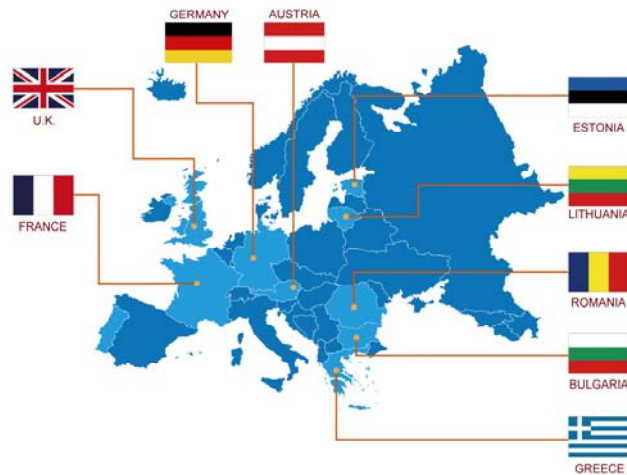 GERMANY
AUSTRIA
U.K.
ESTONIA
FRANCE
LITHUANIA
ROMANIA
BULGARIA
GREECE